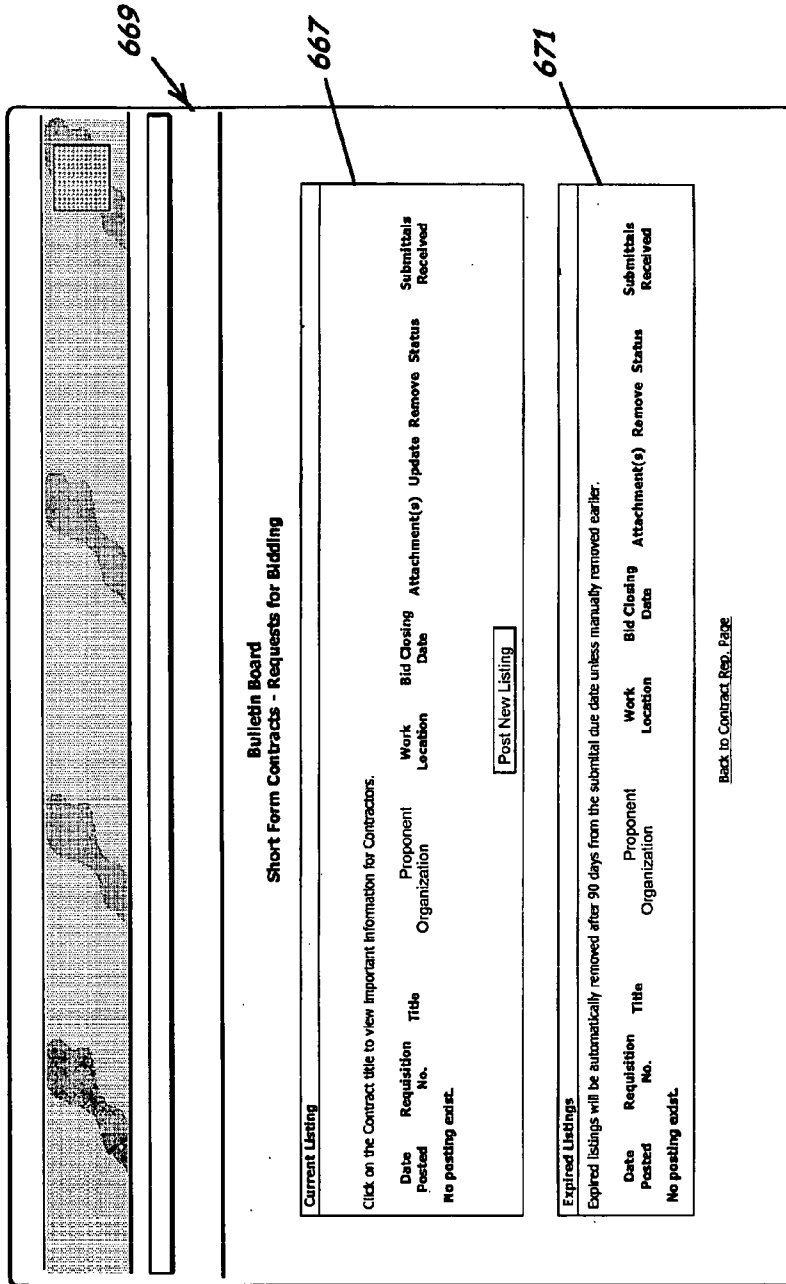 669
Bulletin Board
Short Form Contracts - Requests for Bidding
667
Current Listing
Click on the Contract title to view Important Information for Contractors.
Date Posted Requisition No. Title Proponent Organization Work Location Bid Closing Date Attachment(s) Update Remove Status Submittals Received
No posting exist.
Post New Listing
671
Expired Listings
Expired listings will be automatically removed after 90 days from the submittal due date unless manually removed earlier.
Date Posted Requisition No. Title Proponent Organization Work Location Bid Closing Date Attachment(s) Remove Status Submittals Received
No posting exist.
Back to Contract Rep. Page